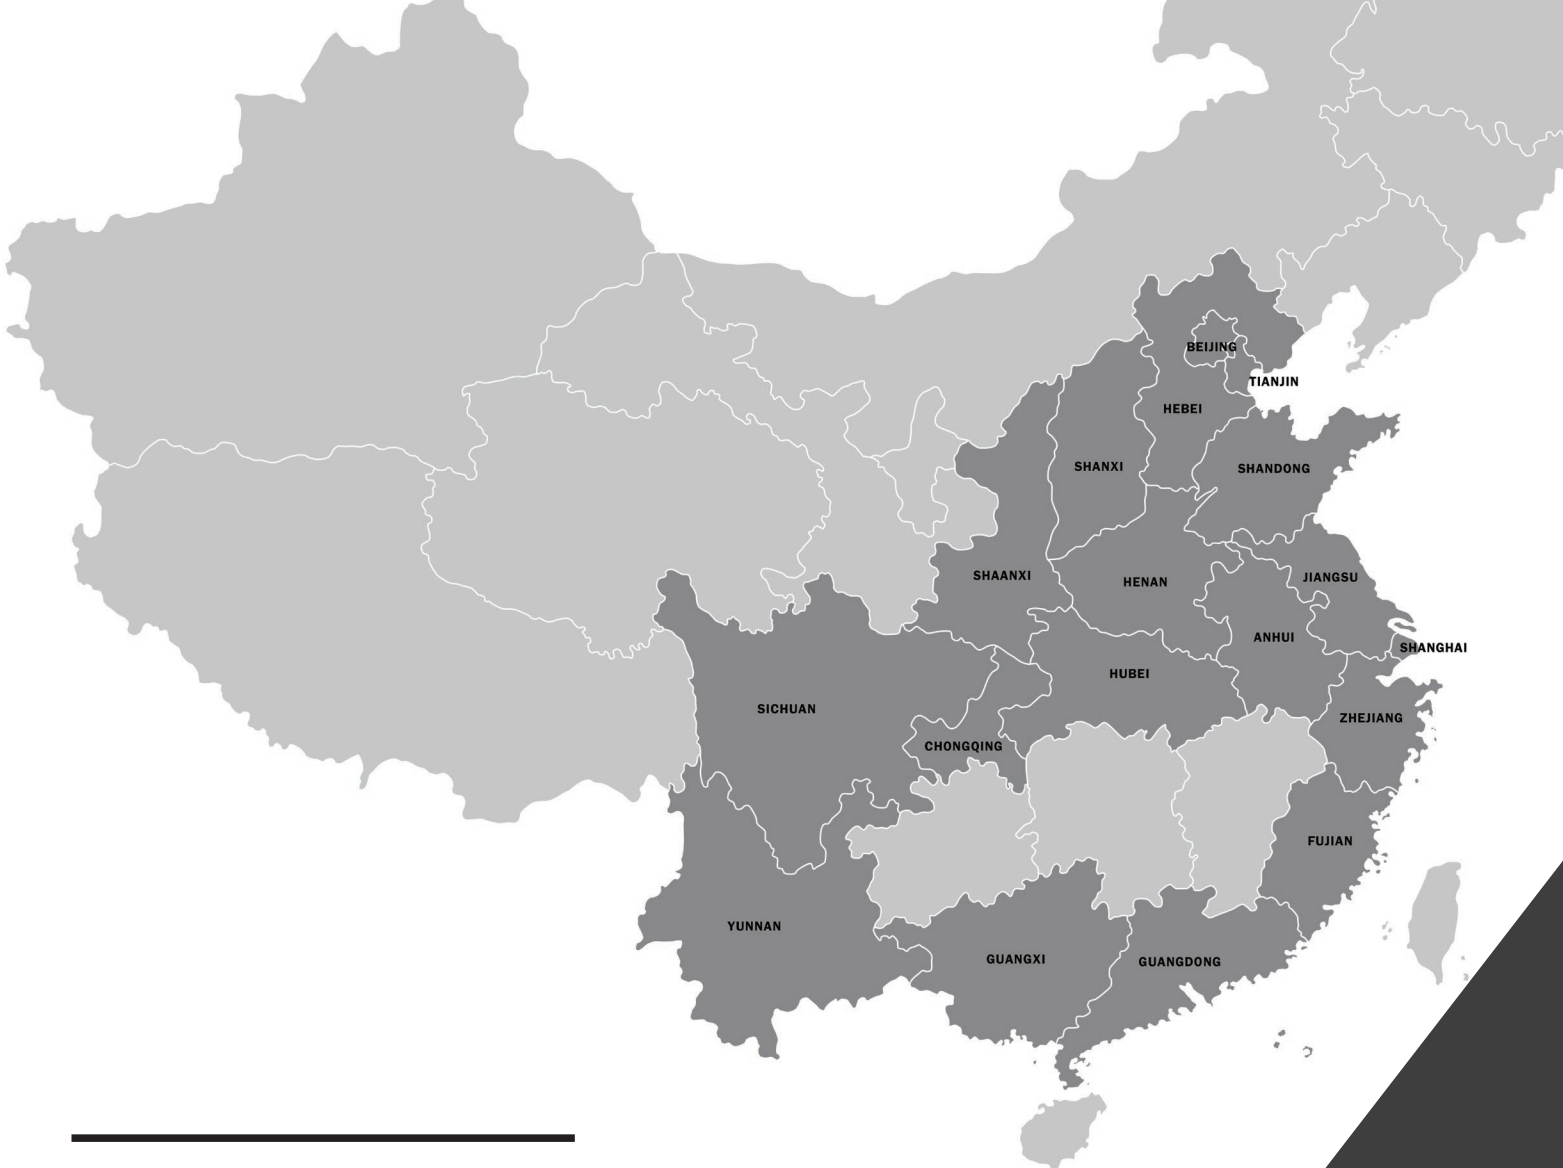 BEIJING
TIANJIN
HEBEI
SHANXI
SHANDONG
SHAANXI
HENAN
JIANGSU
ANHUI
SHANGHAI
HUBEI
SICHUAN
ZHEJIANG
CHONGQING
FUJIAN
YUNNAN
GUANGXI
GUANGDONG